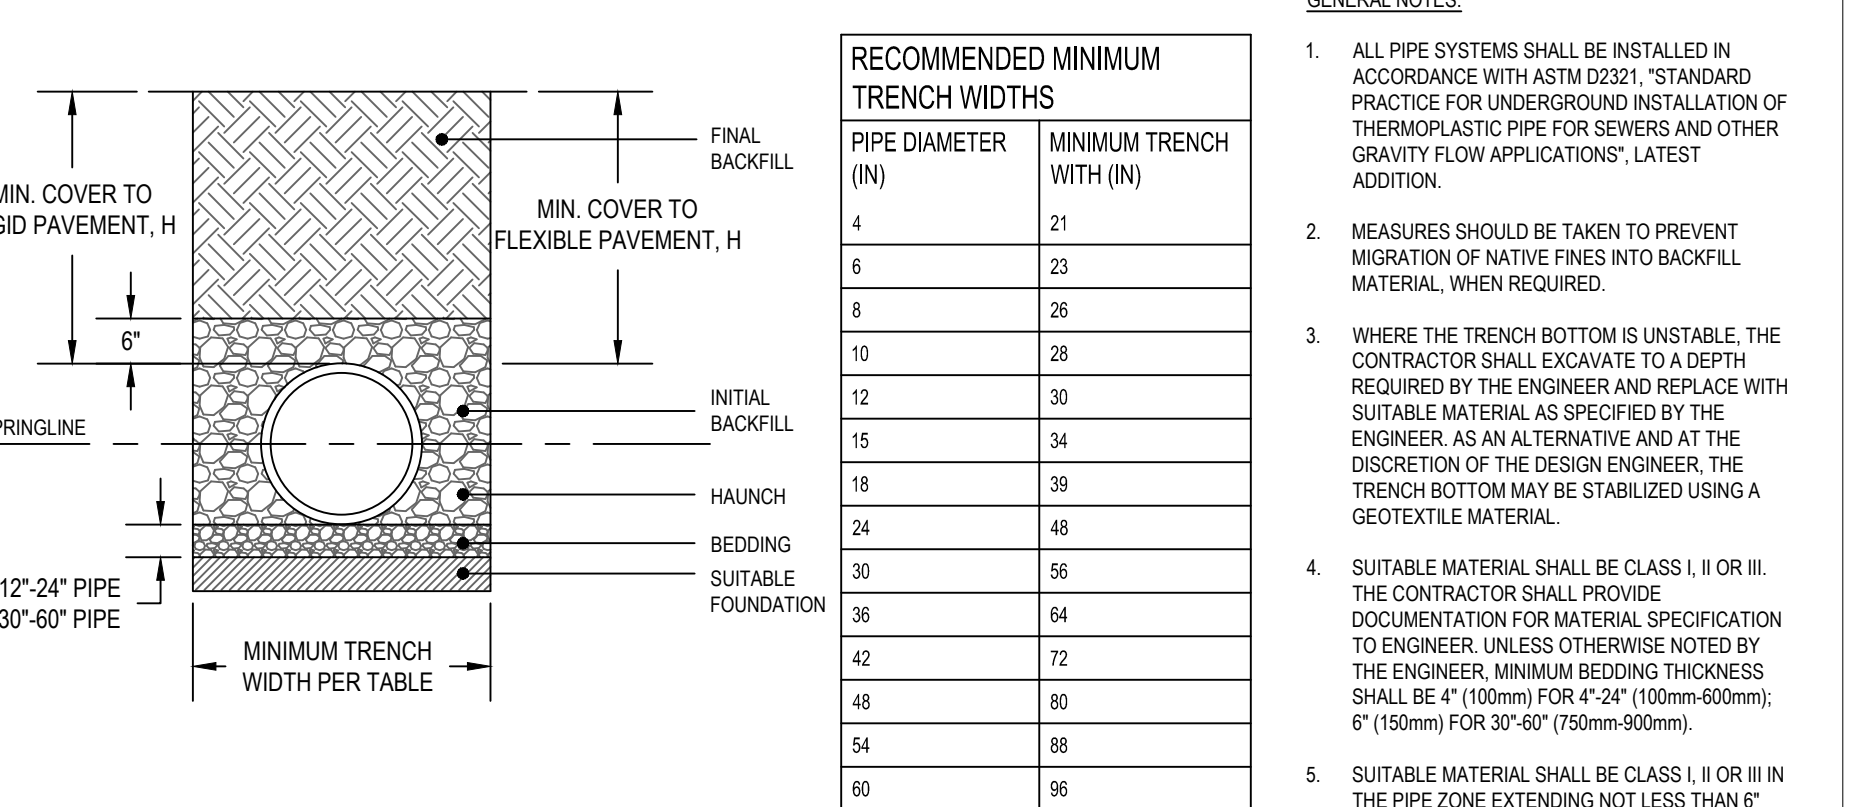 MIN. COVER TO
GID PAVEMENT, H
6"
PRINGLINE
12"-24" PIPE
30"-60" PIPE
MINIMUM TRENCH
WIDTH PER TABLE
MIN. COVER TO
FLEXIBLE PAVEMENT, H
FINAL
BACKFILL
INITIAL
BACKFILL
HAUNCH
BEDDING
SUITABLE
FOUNDATION
RECOMMENDED MINIMUM
TRENCH WIDTHS
PIPE DIAMETER MINIMUM TRENCH
(IN) WITH (IN)
4 21
6 23
8 26
10 28
12 30
15 34
18 39
24 48
30 56
36 64
42 72
48 80
54 88
60 96
GENERAL NOTES:
1. ALL PIPE SYSTEMS SHALL BE INSTALLED IN
ACCORDANCE WITH ASTM D2321, "STANDARD
PRACTICE FOR UNDERGROUND INSTALLATION OF
THERMOPLASTIC PIPE FOR SEWERS AND OTHER
GRAVITY FLOW APPLICATIONS", LATEST
ADDITION.
2. MEASURES SHOULD BE TAKEN TO PREVENT
MIGRATION OF NATIVE FINES INTO BACKFILL
MATERIAL, WHEN REQUIRED.
3. WHERE THE TRENCH BOTTOM IS UNSTABLE, THE
CONTRACTOR SHALL EXCAVATE TO A DEPTH
REQUIRED BY THE ENGINEER AND REPLACE WITH
SUITABLE MATERIAL AS SPECIFIED BY THE
ENGINEER. AS AN ALTERNATIVE AND AT THE
DISCRETION OF THE DESIGN ENGINEER, THE
TRENCH BOTTOM MAY BE STABILIZED USING A
GEOTEXTILE MATERIAL.
4. SUITABLE MATERIAL SHALL BE CLASS I, II OR III.
THE CONTRACTOR SHALL PROVIDE
DOCUMENTATION FOR MATERIAL SPECIFICATION
TO ENGINEER. UNLESS OTHERWISE NOTED BY
THE ENGINEER, MINIMUM BEDDING THICKNESS
SHALL BE 4" (100mm) FOR 4"-24" (100mm-600mm);
6" (150mm) FOR 30"-60" (750mm-900mm).
5. SUITABLE MATERIAL SHALL BE CLASS I, II OR III IN
THE PIPE ZONE EXTENDING NOT LESS THAN 6"